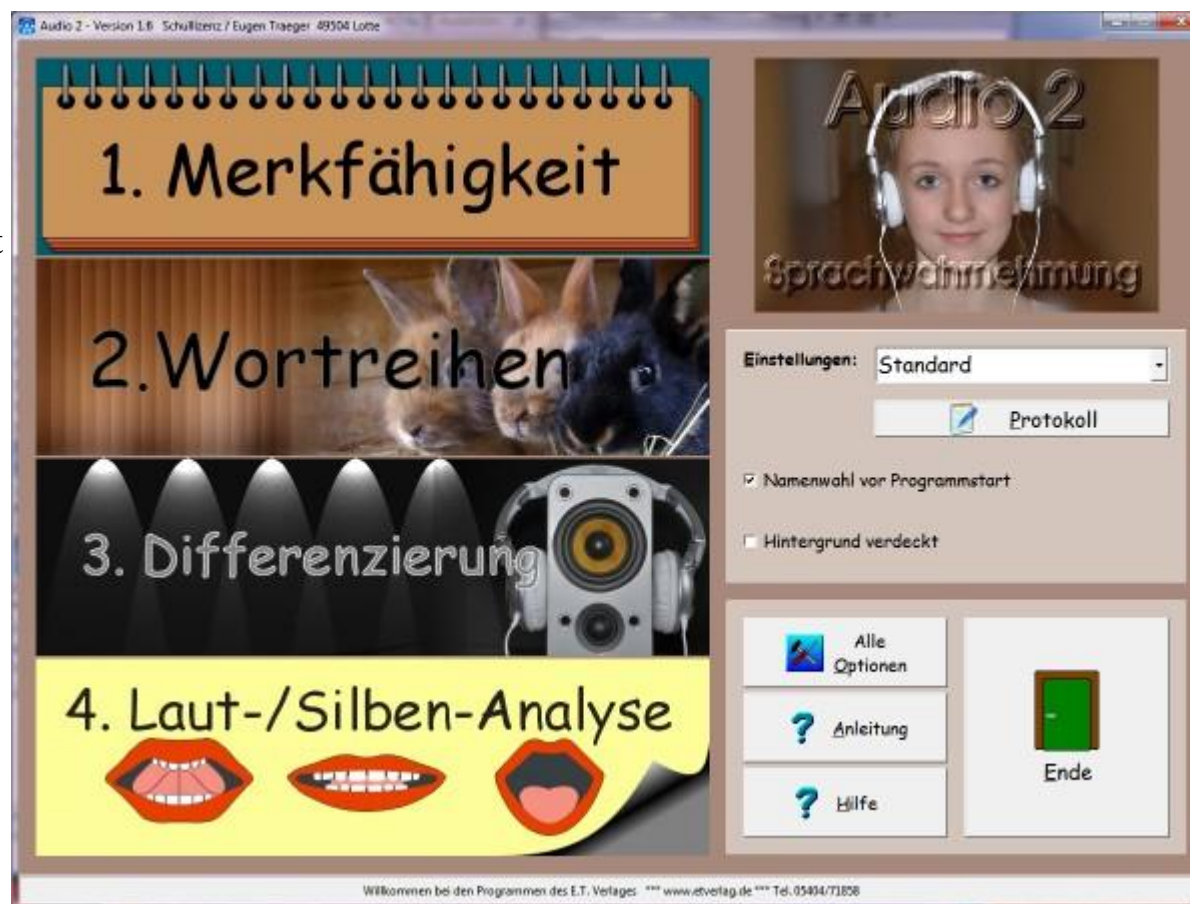 Audio 2 - Version 1.6 Schullizenz / Eugen Traeger 49504 Lotte
1. Merkfähigkeit
2.Wortreihen
3. Differenzierung
4. Laut-/Silben-Analyse
Audio 2
Sprachwahrnehmung
Einstellungen:
Standard
Protokoll
Namenwahl vor Programmstart
Hintergrund verdeckt
Alle
Optionen
Anleitung
Hilfe
Ende
Willkommen bei den Programmen des E.T. Verlages *** www.etverlag.de *** Tel. 05404/71858